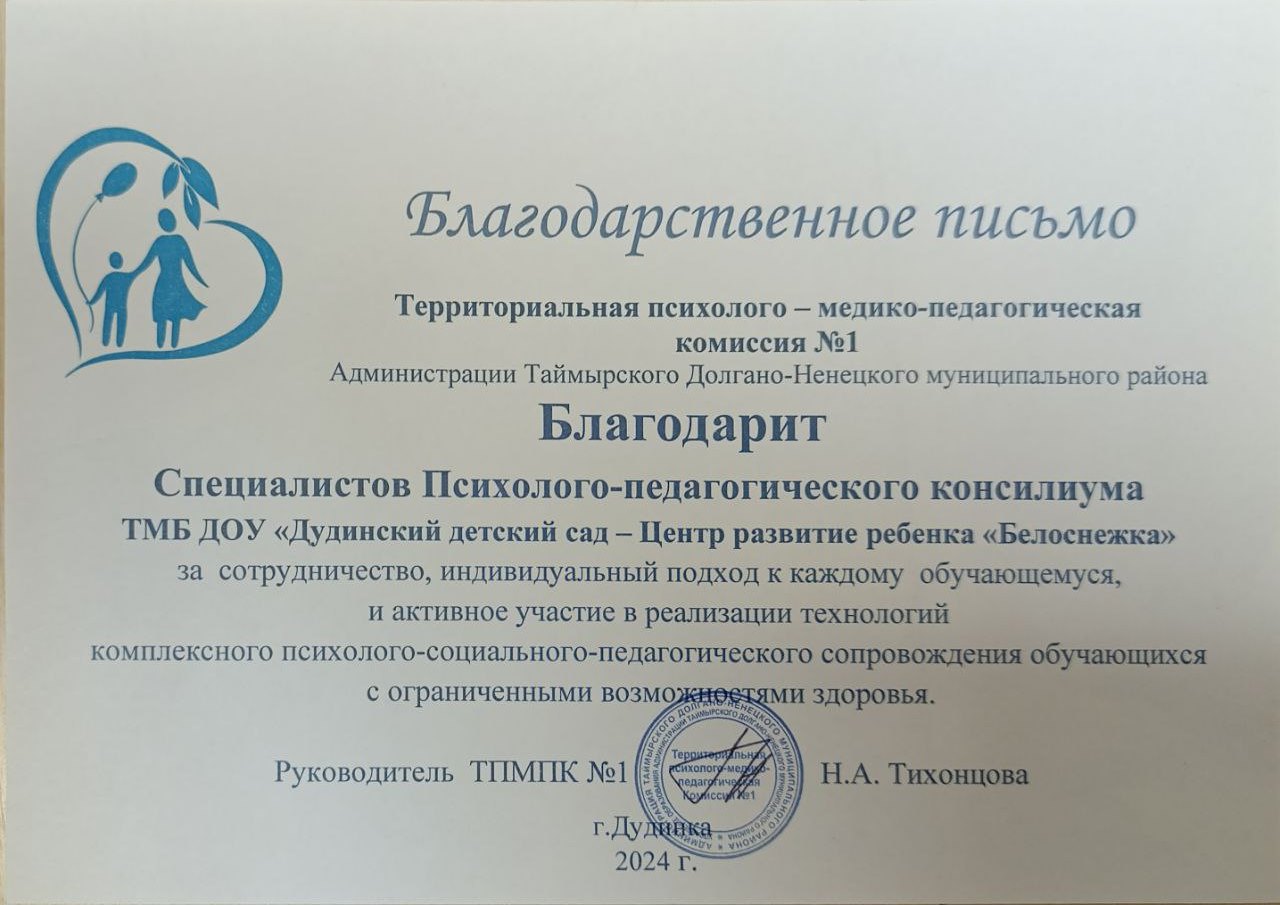 Благодарственное письмо
Территориальная психолого – медико-педагогическая
комиссия №1
Администрации Таймырского Долгано-Ненецкого муниципального района
Благодарит
Специалистов Психолого-педагогического консилиума
ТМБ ДОУ «Дудинский детский сад – Центр развитие ребенка «Белоснежка»
за сотрудничество, индивидуальный подход к каждому обучающемуся,
и активное участие в реализации технологий
комплексного психолого-социального-педагогического сопровождения обучающихся
с ограниченными возможностями здоровья.
Руководитель ТПМПК №1
Территориальная
психолого-медико-
педагогическая
Комиссия №1
Н.А. Тихонцова
г.Дудинка
2024 г.